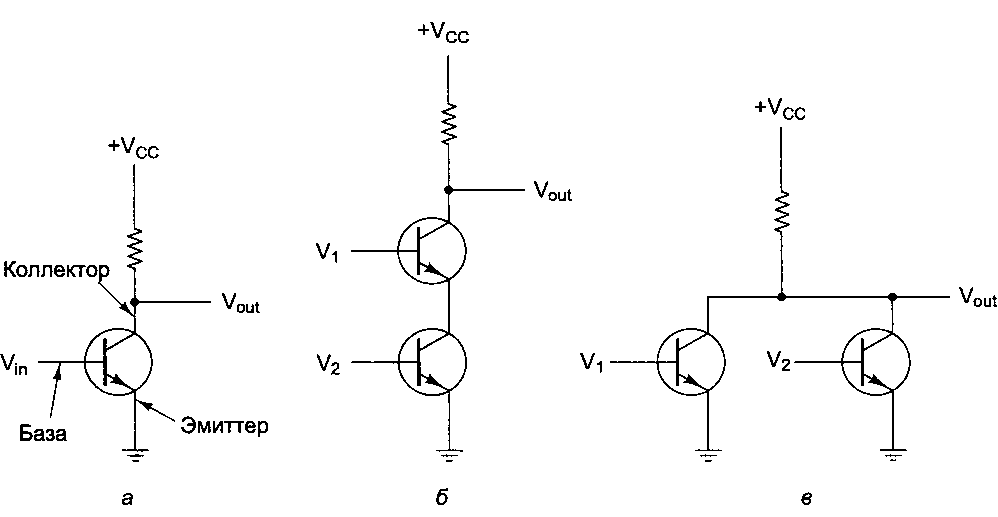 +VCC
Коллектор
Vout
Vin
База
Эмиттер
а
+VCC
Vout
V1
V2
б
+VCC
Vout
V1
V2
в